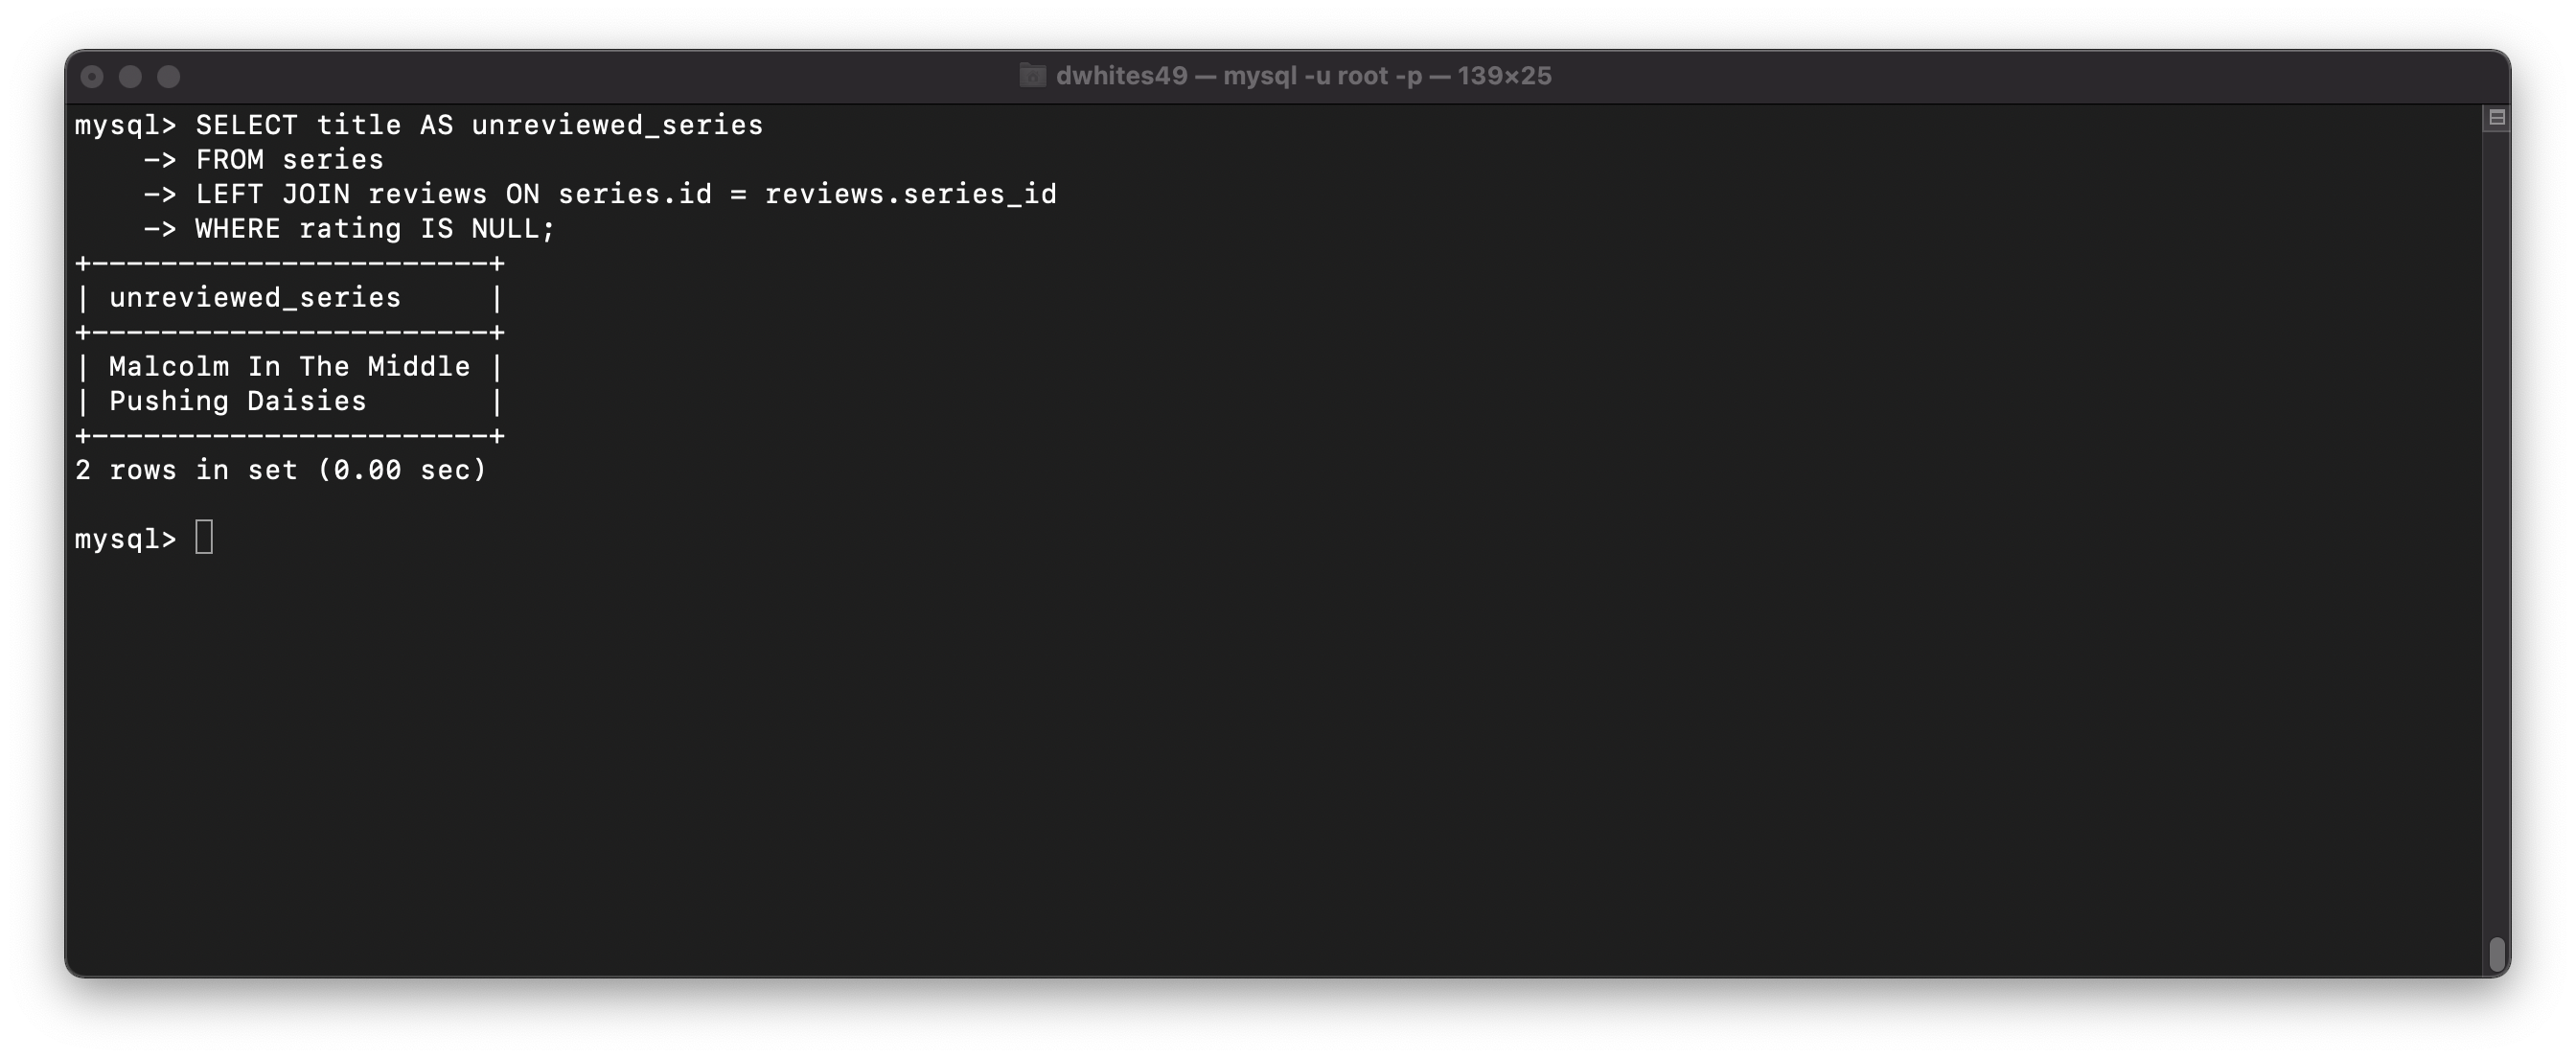 dwhites49 — mysql -u root -p — 139×25
mysql> SELECT title AS unreviewed_series
    -> FROM series
    -> LEFT JOIN reviews ON series.id = reviews.series_id
    -> WHERE rating IS NULL;
+-----------------------+
| unreviewed_series     |
+-----------------------+
| Malcolm In The Middle |
| Pushing Daisies       |
+-----------------------+
2 rows in set (0.00 sec)
mysql>